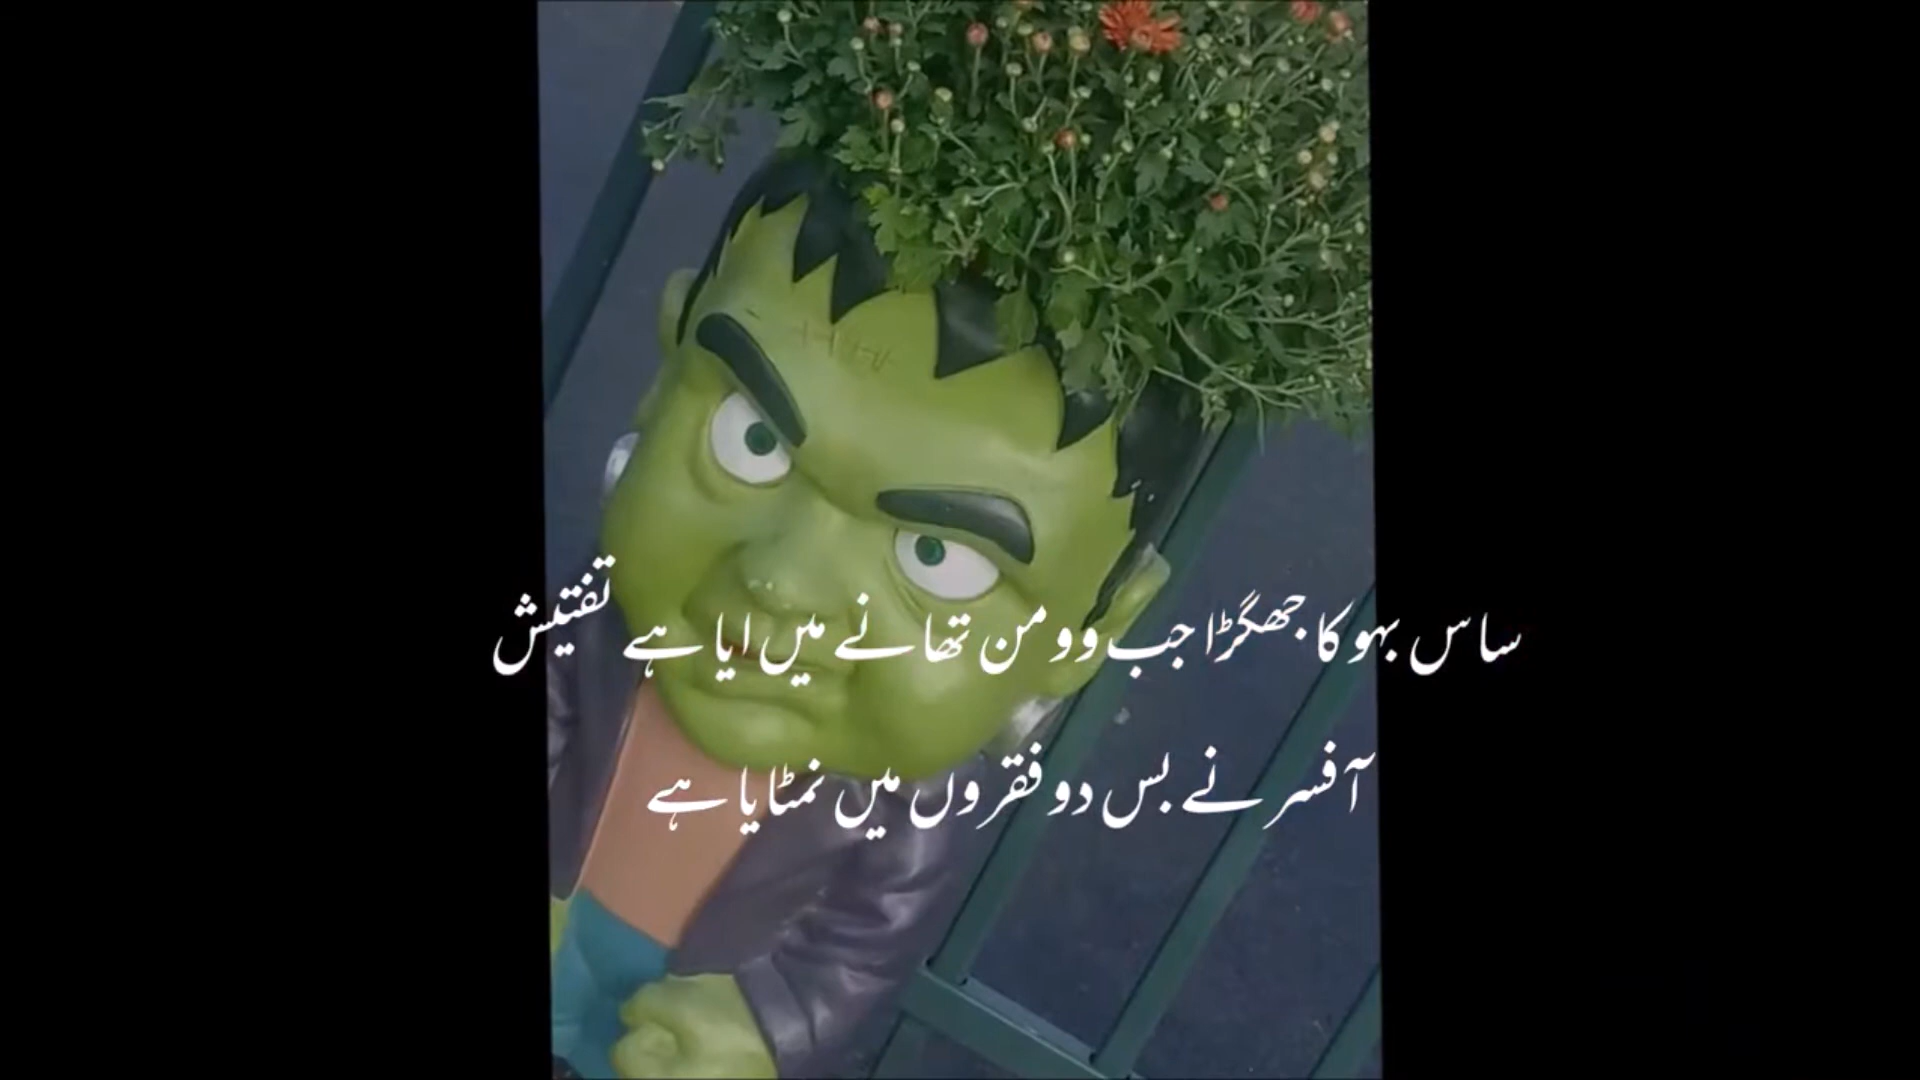 ساس بہو کا جھگڑا جب وومن تھانے میں ایا ہے تفتیش
آفسر نے بس دو فقروں میں نمٹایا ہے